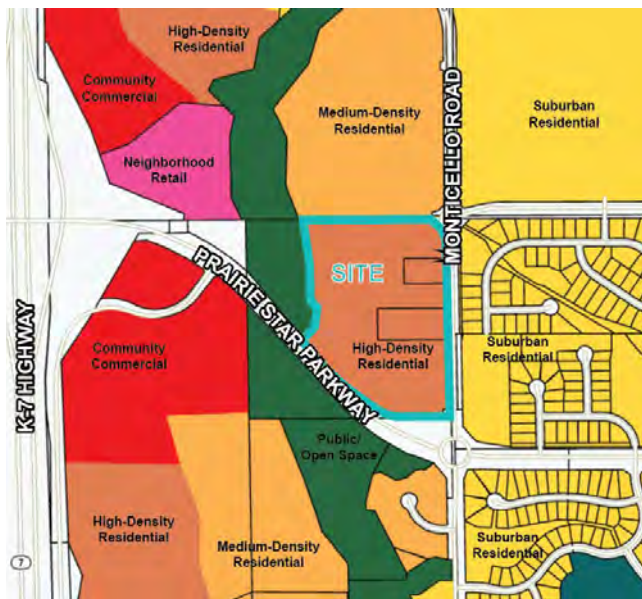 High-Density
Residential
Community
Commercial
Medium-Density
Residential
MONTICELLO ROAD
Suburban
Residential
Neighborhood
Retail
PRAIRIE STAR PARKWAY
SITE
K-7 HIGHWAY
Community
Commercial
High-Density
Residential
Suburban
Residential
Public/
Open Space
High-Density
Residential
Medium-Density
Residential
Suburban
Residential
7